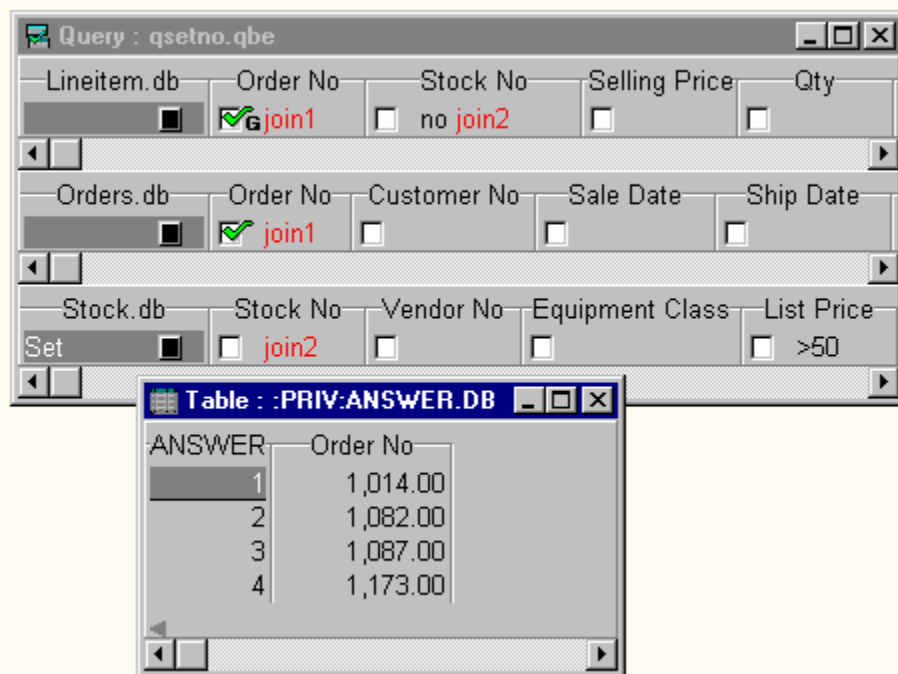 Query : qsetno.qbe
Lineitem.db Order No Stock No Selling Price Qty
G join1 no join2
Orders.db Order No Customer No Sale Date Ship Date
join1
Stock.db Stock No Vendor No Equipment Class List Price
Set join2 >50
Table : :PRIV:ANSWER.DB
ANSWER Order No
1 1,014.00
2 1,082.00
3 1,087.00
4 1,173.00